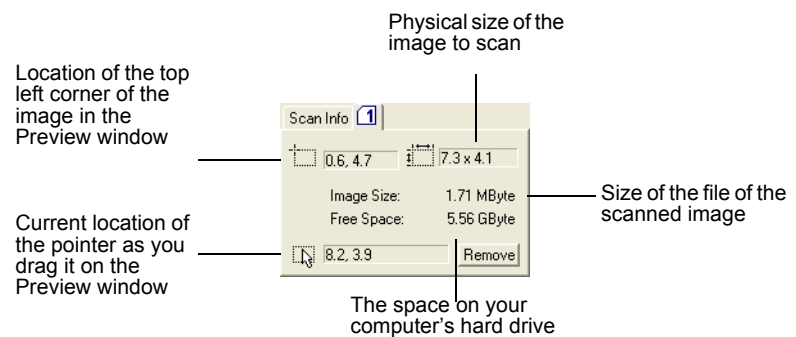 Physical size of the
image to scan
Location of the top
left corner of the
image in the
Preview window
Scan Info 1
0.6, 4.7
7.3 x 4.1
Image Size: 1.71 MByte
Free Space: 5.56 GByte
Size of the file of the
scanned image
Current location of
the pointer as you
drag it on the
Preview window
8.2, 3.9
Remove
The space on your
computer's hard drive